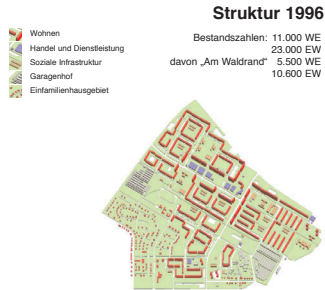 Struktur 1996
Wohnen
Handel und Dienstleistung
Soziale Infrastruktur
Garagenhof
Einfamilienhausgebiet
Bestandszahlen: 11.000 WE
23.000 EW
davon „Am Waldrand“ 5.500 WE
10.600 EW